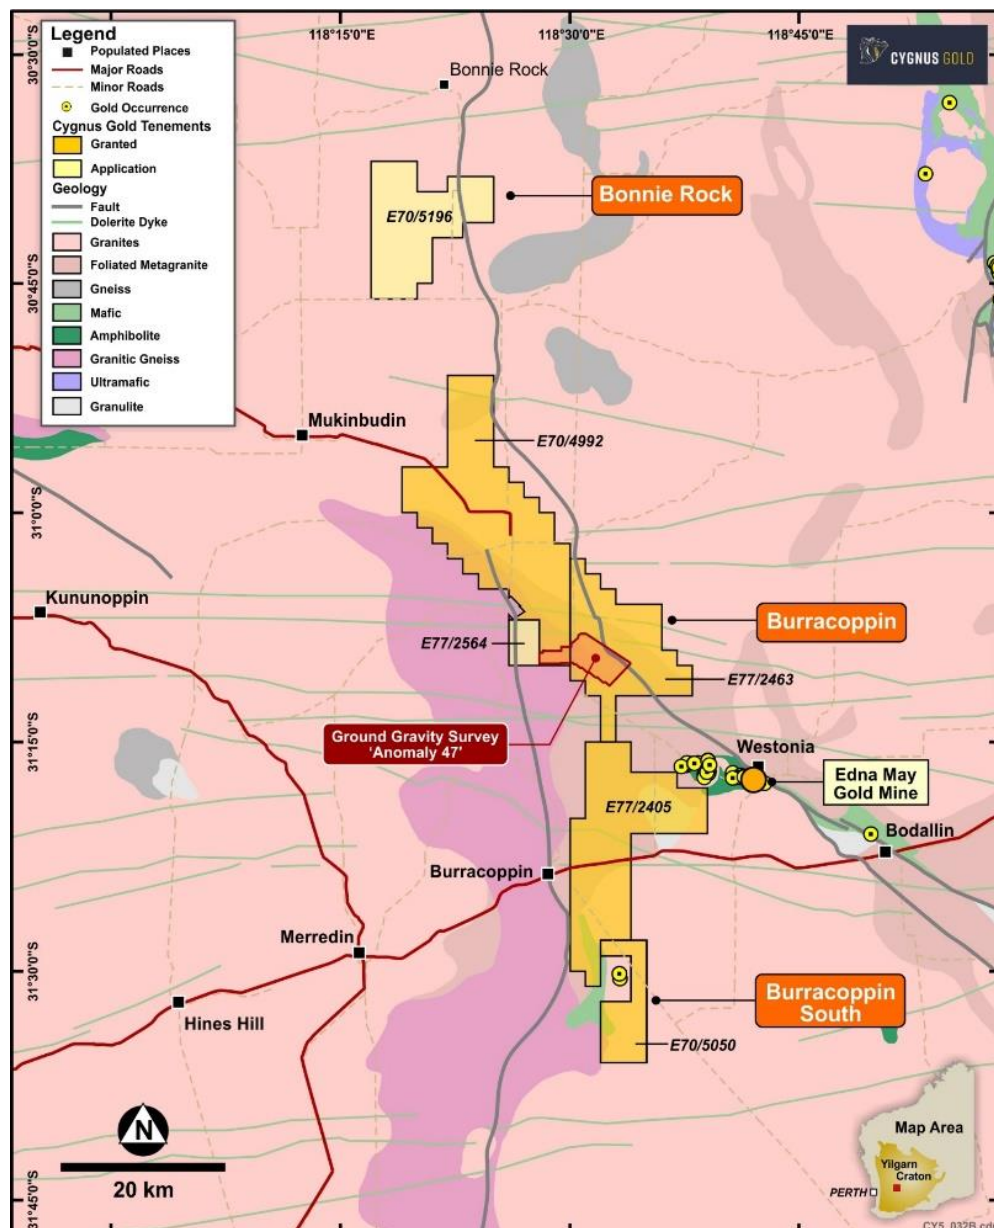 Legend
Populated Places
Major Roads
Minor Roads
Gold Occurrence
Cygnus Gold Tenements
Granted
Application
Geology
Fault
Dolerite Dyke
Granites
Foliated Metagranite
Gneiss
Mafic
Amphibolite
Granitic Gneiss
Ultramafic
Granulite
118°15'0"E
118°30'0"E
118°45'0"E
CYGNUS GOLD
30°30'0"S
Bonnie Rock
E70/5196
Bonnie Rock
30°45'0"S
Mukinbudin
E70/4992
31°0'0"S
Kununoppin
Burracoppin
E77/2564
E77/2463
Ground Gravity Survey
'Anomaly 47'
31°15'0"S
Westonia
Edna May
Gold Mine
E77/2405
Bodallin
Burracoppin
Merredin
31°30'0"S
Hines Hill
Burracoppin
South
E70/5050
N
20 km
31°45'0"S
Map Area
Yilgarn
Craton
PERTH